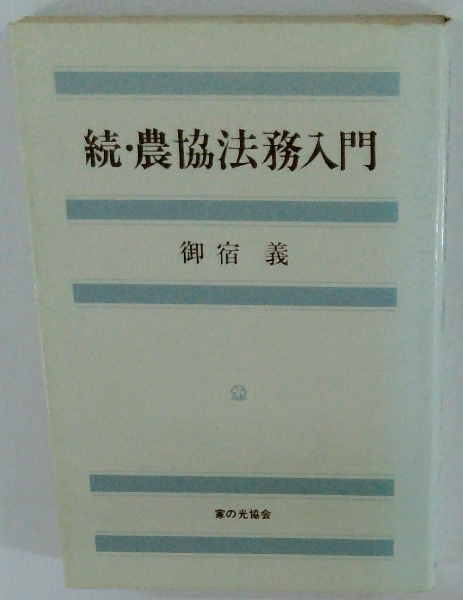 続・農協法務入門
御宿 義
家の光協会